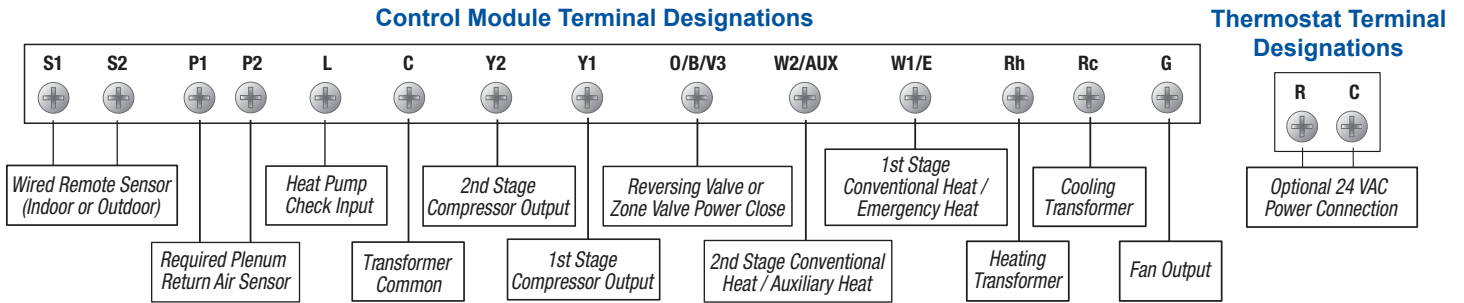 Control Module Terminal Designations
Thermostat Terminal
Designations
S1 S2 P1 P2 L C Y2 Y1 O/B/V3 W2/AUX W1/E Rh Rc G
R C
Wired Remote Sensor
(Indoor or Outdoor)
Heat Pump
Check Input
2nd Stage
Compressor Output
Reversing Valve or
Zone Valve Power Close
1st Stage
Conventional Heat /
Emergency Heat
Cooling
Transformer
Optional 24 VAC
Power Connection
Required Plenum
Return Air Sensor
Transformer
Common
1st Stage
Compressor Output
2nd Stage Conventional
Heat / Auxiliary Heat
Heating
Transformer
Fan Output